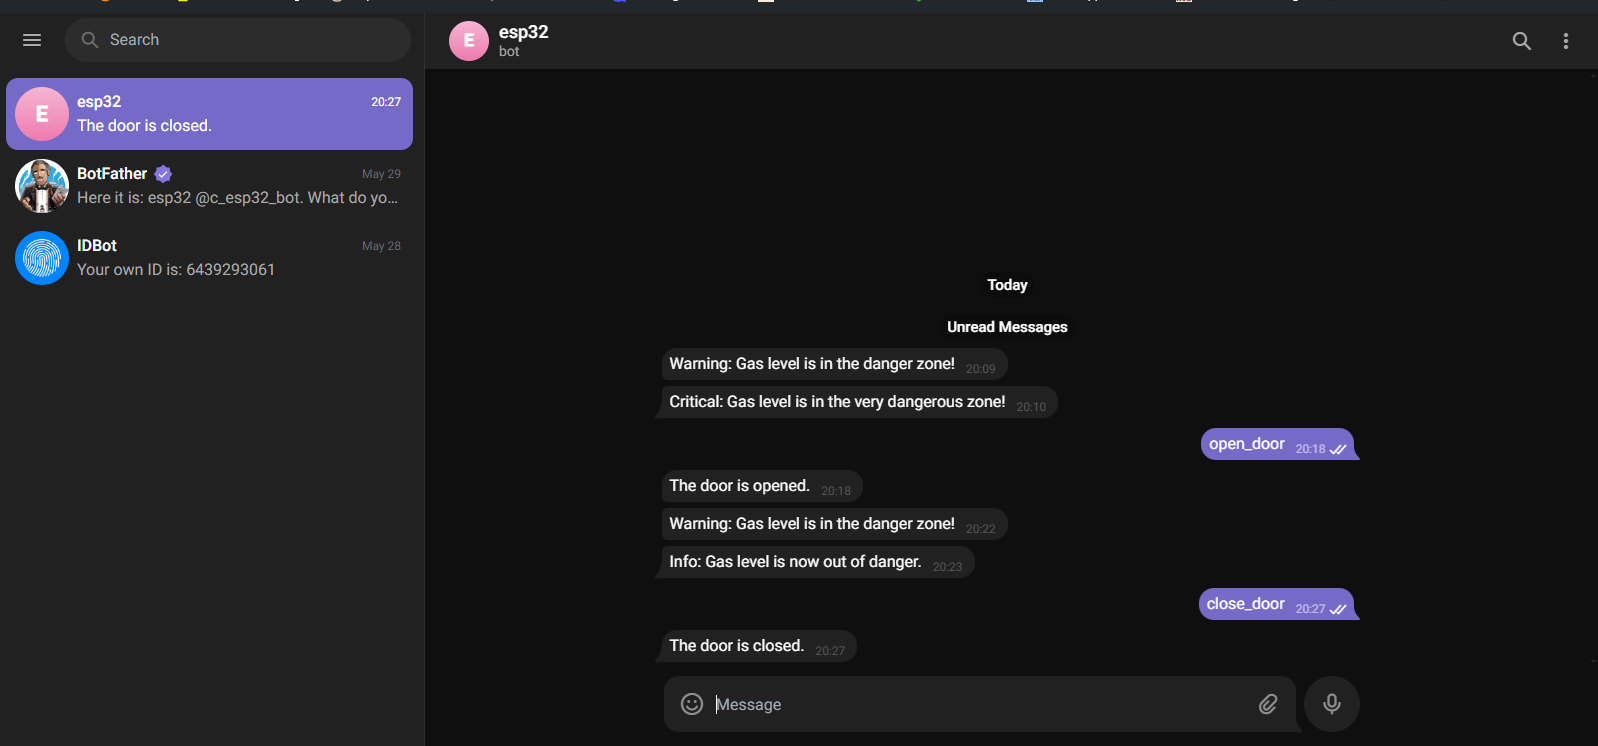 Search
E
esp32
20:27
The door is closed.
BotFather
May 29
Here it is: esp32 @c_esp32_bot. What do yo...
IDBot
May 28
Your own ID is: 6439293061
E
esp32
bot
Today
Unread Messages
Warning: Gas level is in the danger zone! 20:09
Critical: Gas level is in the very dangerous zone! 20:10
open_door 20:18
The door is opened. 20:18
Warning: Gas level is in the danger zone! 20:22
Info: Gas level is now out of danger. 20:23
close_door 20:27
The door is closed. 20:27
Message